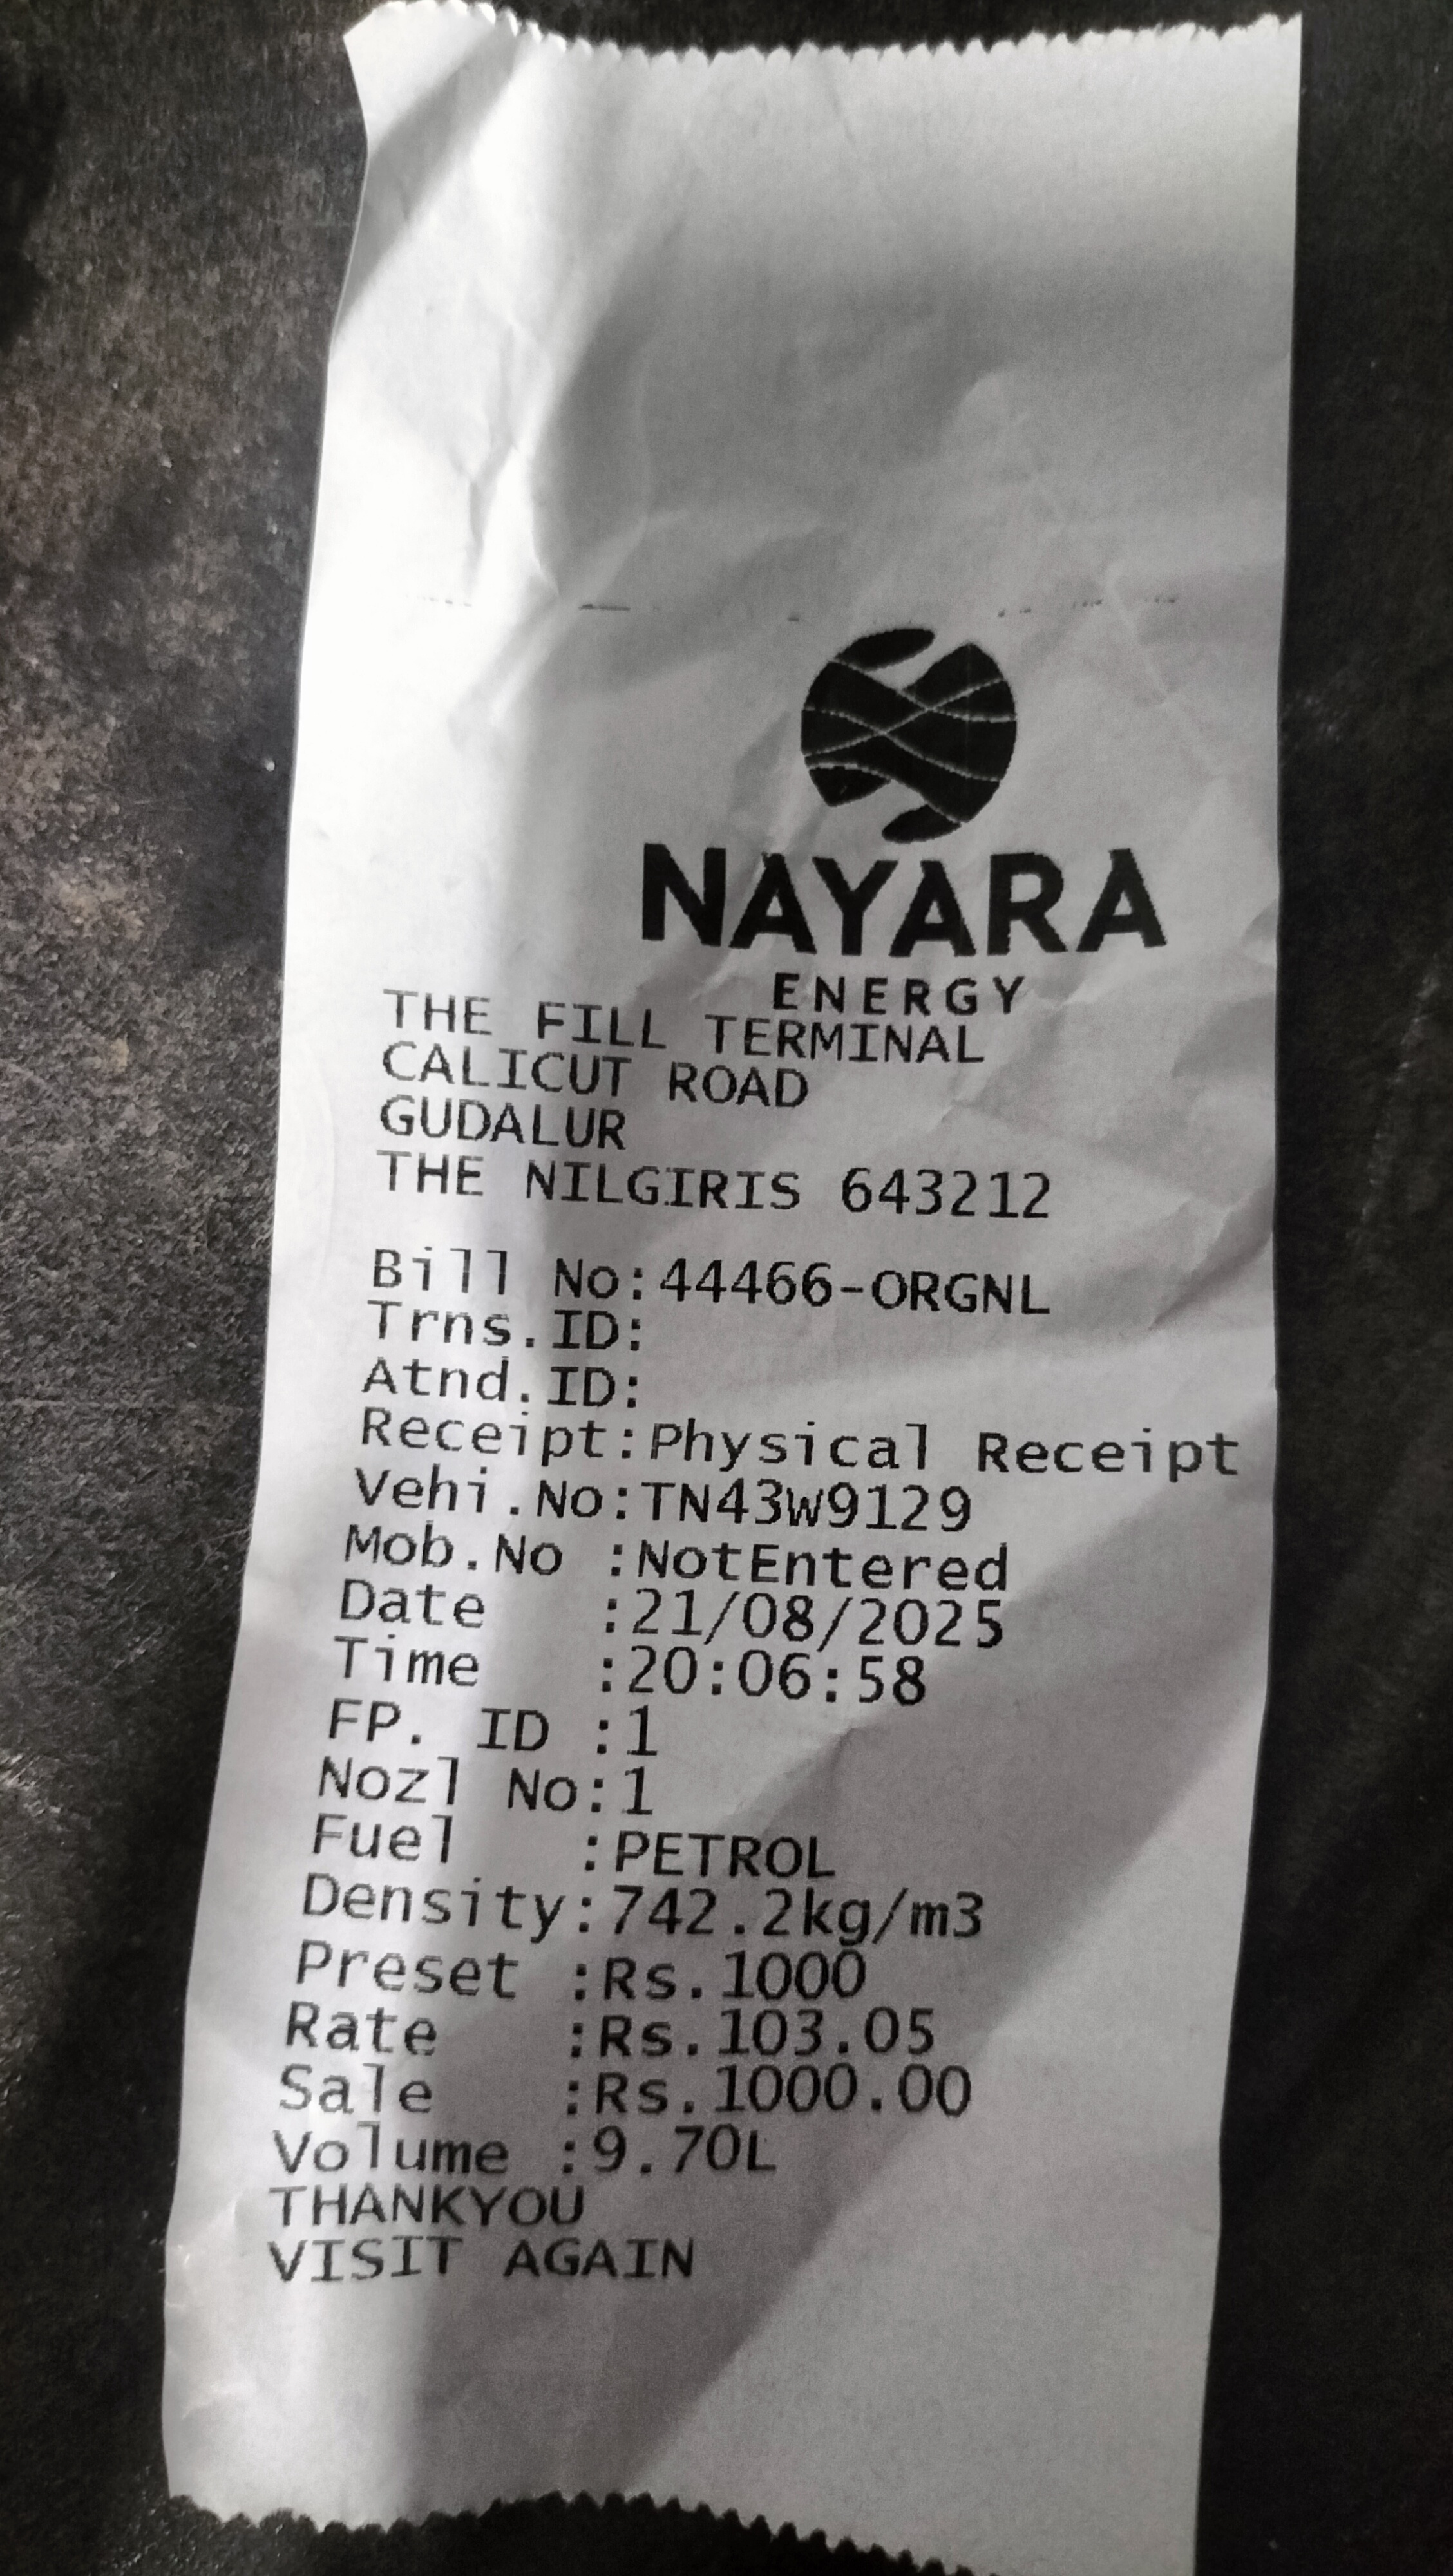 NAYARA
ENERGY
THE FILL TERMINAL
CALICUT ROAD
GUDALUR
THE NILGIRIS 643212
Bill No:44466-ORGNL
Trns.ID:
Atnd.ID:
Receipt:Physical Receipt
Vehi.No:TN43W9129
Mob.No :NotEntered
Date   :21/08/2025
Time   :20:06:58
FP. ID :1
Nozl No:1
Fuel   :PETROL
Density:742.2kg/m3
Preset :Rs.1000
Rate   :Rs.103.05
Sale   :Rs.1000.00
Volume :9.70L
THANKYOU
VISIT AGAIN